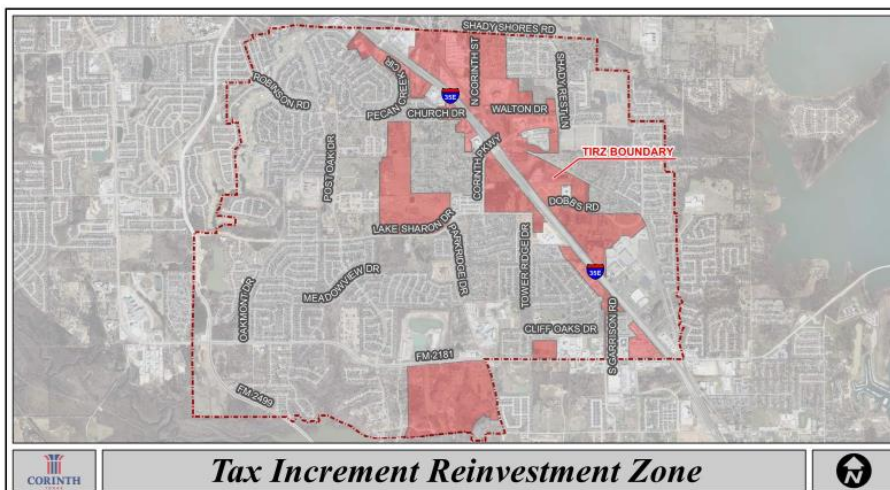 SHADY SHORES RD
ROBINSON RD
PECAN CREEK CIR
35E
N CORINTH ST
SHADY REST LN
CHURCH DR
WALTON DR
POST OAK DR
CORINTH PKWY
TIRZ BOUNDARY
DOBBS RD
LAKE SHARON DR
PARKRIDGE DR
TOWER RIDGE DR
35E
MEADOWVIEW DR
OAKMONT DR
S GARRISON RD
CLIFF OAKS DR
FM-2181
FM-2499
CORINTH
TEXAS
Tax Increment Reinvestment Zone
N